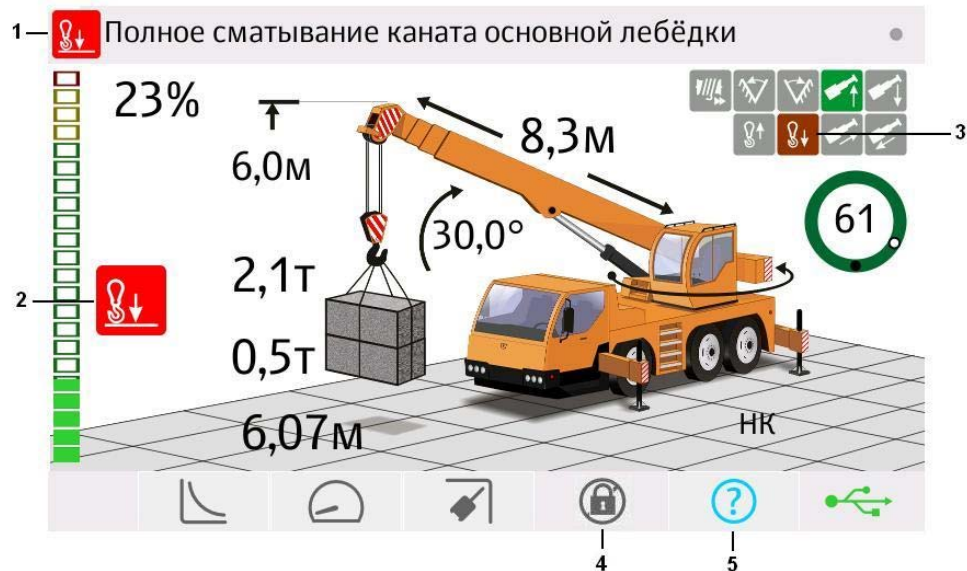 1
Полное сматывание каната основной лебёдки
23%
8,3м
3
6,0м
30,0°
61
2
2,1т
0,5т
6,07м
НК
?
4
5